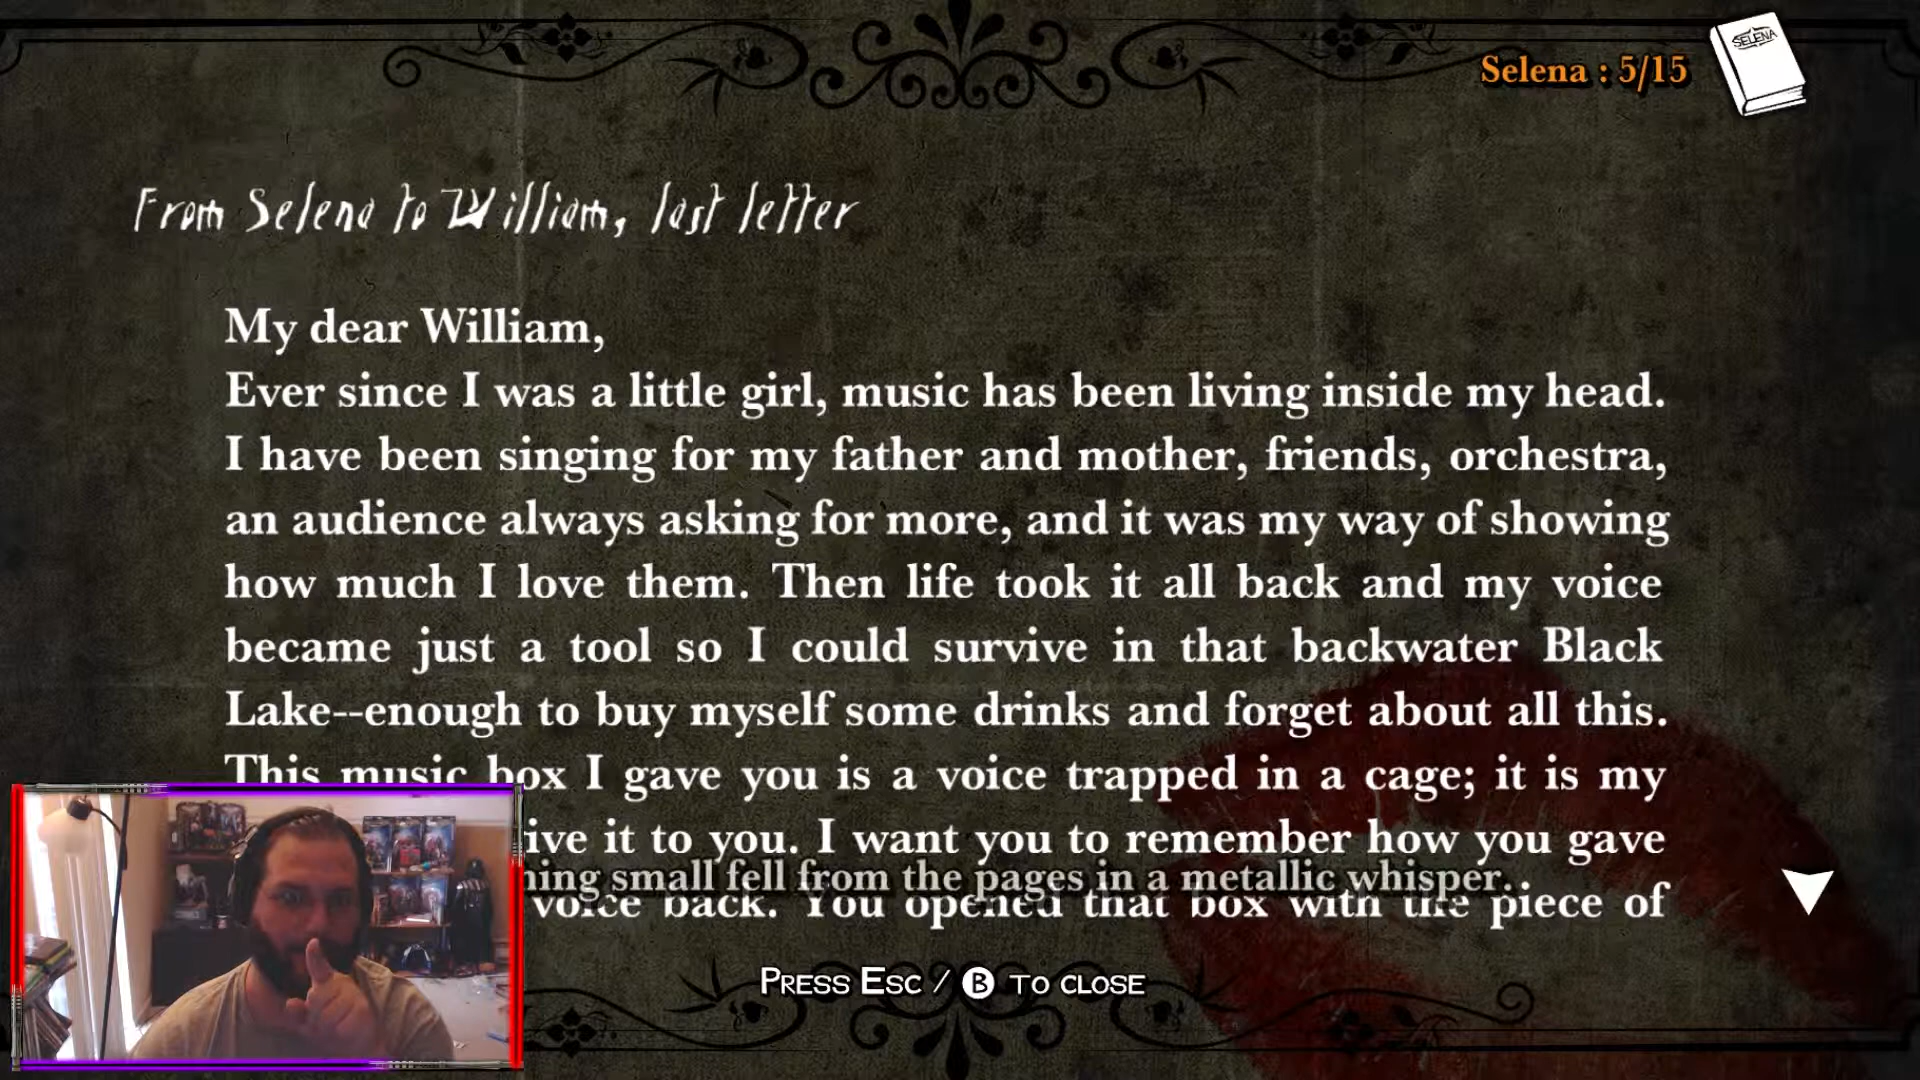 SELENA
Selena : 5/15
From Selena to William, last letter
My dear William,
Ever since I was a little girl, music has been living inside my head.
I have been singing for my father and mother, friends, orchestra,
an audience always asking for more, and it was my way of showing
how much I love them. Then life took it all back and my voice
became just a tool so I could survive in that backwater Black
Lake--enough to buy myself some drinks and forget about all this.
This music box I gave you is a voice trapped in a cage; it is my
it to you. I want you to remember how you gave
small fell from the pages in a metallic whisper.
voice back. You opened that box with the piece of
PRESS ESC / B TO CLOSE